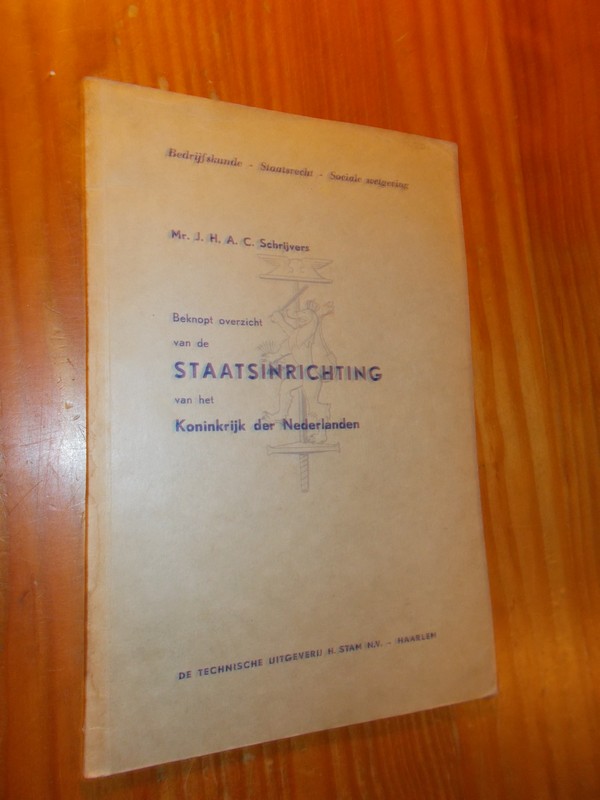 Bedrijfskunde - Staatsrecht - Sociale wetgeving
Mr. J. H. A. C. Schrijvers
Beknopt overzicht
van de
STAATSINRICHTING
van het
Koninkrijk der Nederlanden
DE TECHNISCHE UITGEVERIJ H. STAM N.V. - HAARLEM